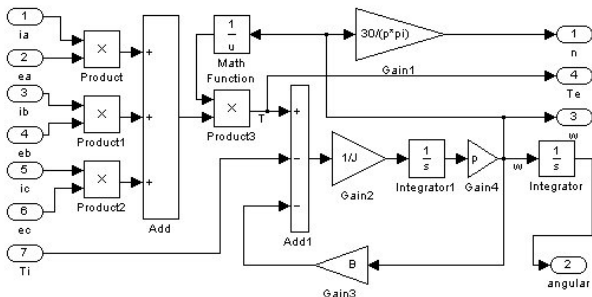 1
ia
2
ea
3
ib
4
eb
5
ic
6
ec
7
Ti
×
Product
×
Product1
×
Product2
+
+
+
Add
1
u
Math
Function
×
Product3
T
30/(p*pi)
Gain1
+
−
−
Add1
1/J
Gain2
1
s
Integrator1
p
Gain4
w
1
s
Integrator
B
Gain3
1
n
4
Te
3
w
2
angular